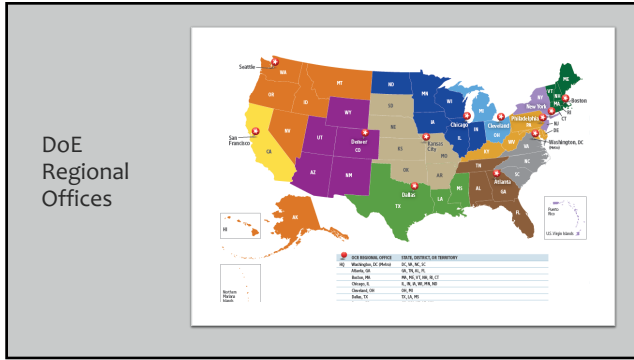 DoE
Regional
Offices
Seattle
WA
OR
ID
MT
ND
MN
WI
MI
ME
VT
NH
MA
Boston
RI
CT
NY
New York
NJ
DE
Philadelphia
PA
Cleveland
OH
Chicago
IL
IN
IA
WY
SD
NE
San
Francisco
CA
NV
UT
Denver
CO
KS
Kansas
City
MO
KY
WV
VA
Washington, DC
(Metro)
NC
SC
TN
AZ
NM
OK
AR
Dallas
TX
LA
MS
AL
GA
Atlanta
FL
AK
HI
Northern
Mariana
Islands
Puerto
Rico
U.S. Virgin Islands
OCR REGIONAL OFFICE STATE, DISTRICT, OR TERRITORY
HQ Washington, DC (Metro) DC, VA, NC, SC
Atlanta, GA GA, TN, AL, FL
Boston, MA MA, ME, VT, NH, RI, CT
Chicago, IL IL, IN, IA, WI, MN, ND
Cleveland, OH OH, MI
Dallas, TX TX, LA, MS